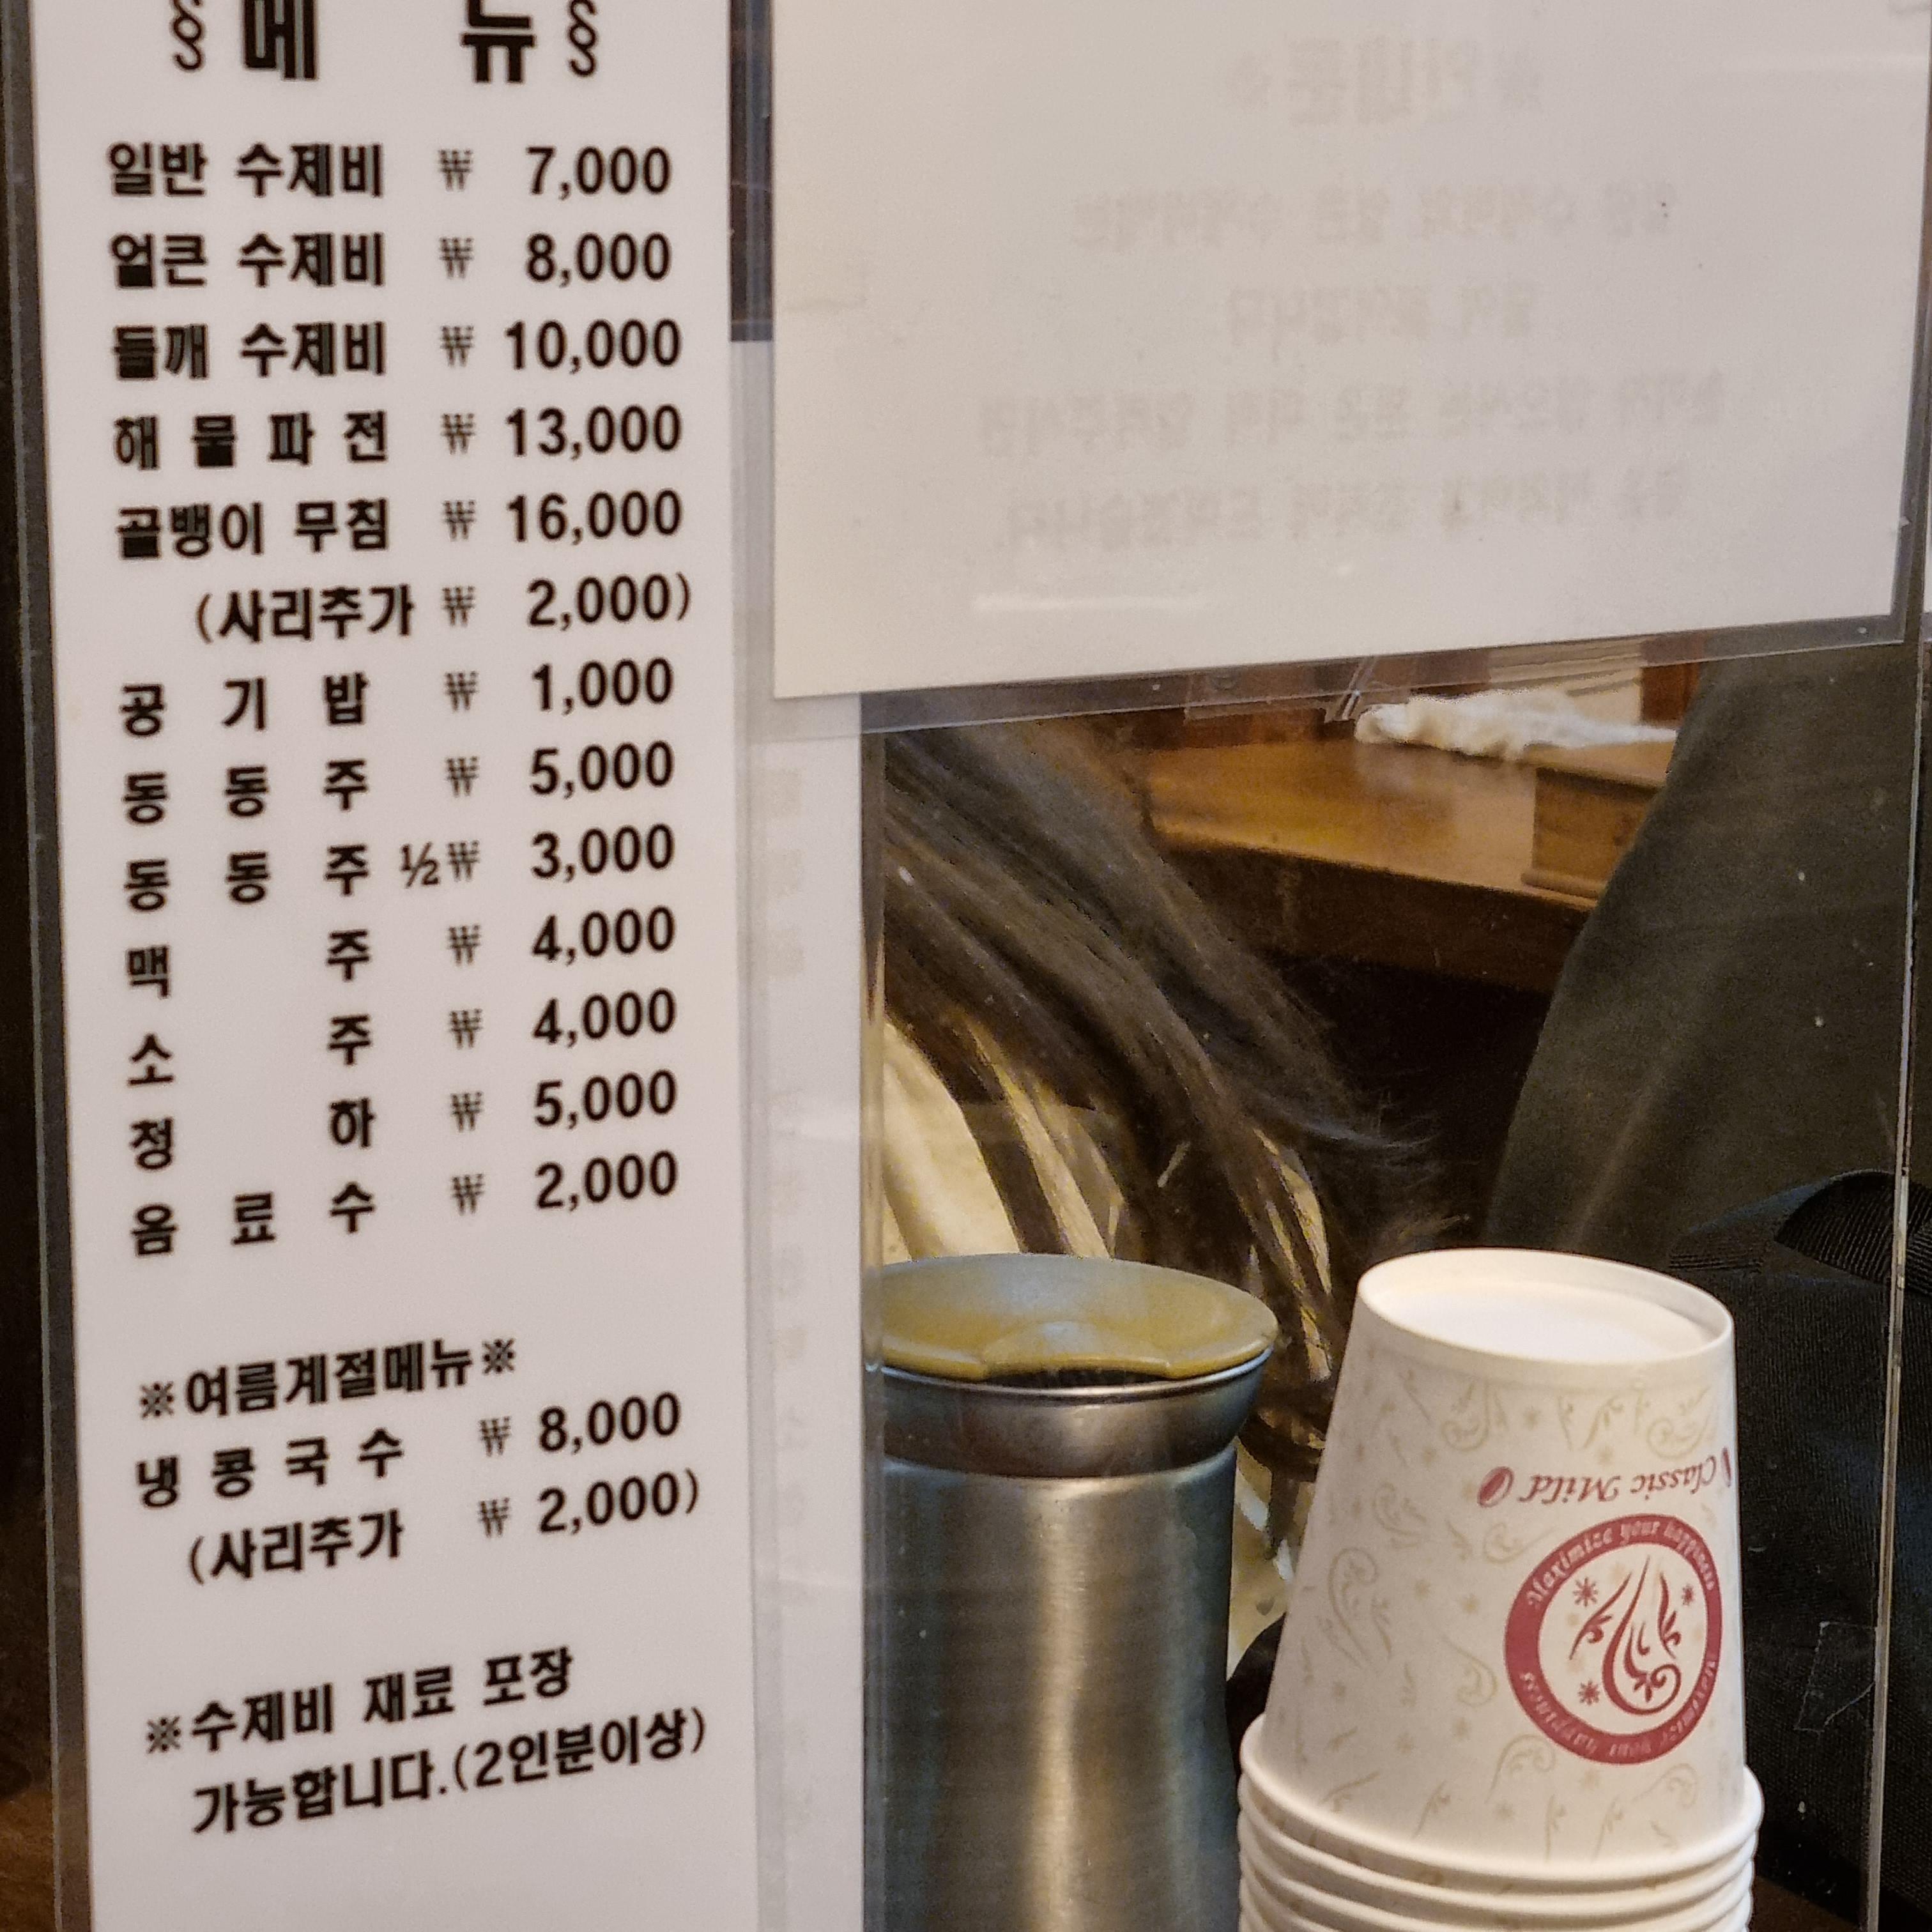 §메 뉴§
일반 수제비 ₩ 7,000
얼큰 수제비 ₩ 8,000
들깨 수제비 ₩ 10,000
해 물 파 전 ₩ 13,000
골뱅이 무침 ₩ 16,000
(사리추가 ₩ 2,000)
공 기 밥 ₩ 1,000
동 동 주 ₩ 5,000
동 동 주 ½ ₩ 3,000
맥 주 ₩ 4,000
소 주 ₩ 4,000
청 하 ₩ 5,000
음 료 수 ₩ 2,000
※여름계절메뉴※
냉 콩 국 수 ₩ 8,000
(사리추가 ₩ 2,000)
※수제비 재료 포장
가능합니다.(2인분이상)
Classic Mild
Maximize your happiness
Maximize your happiness